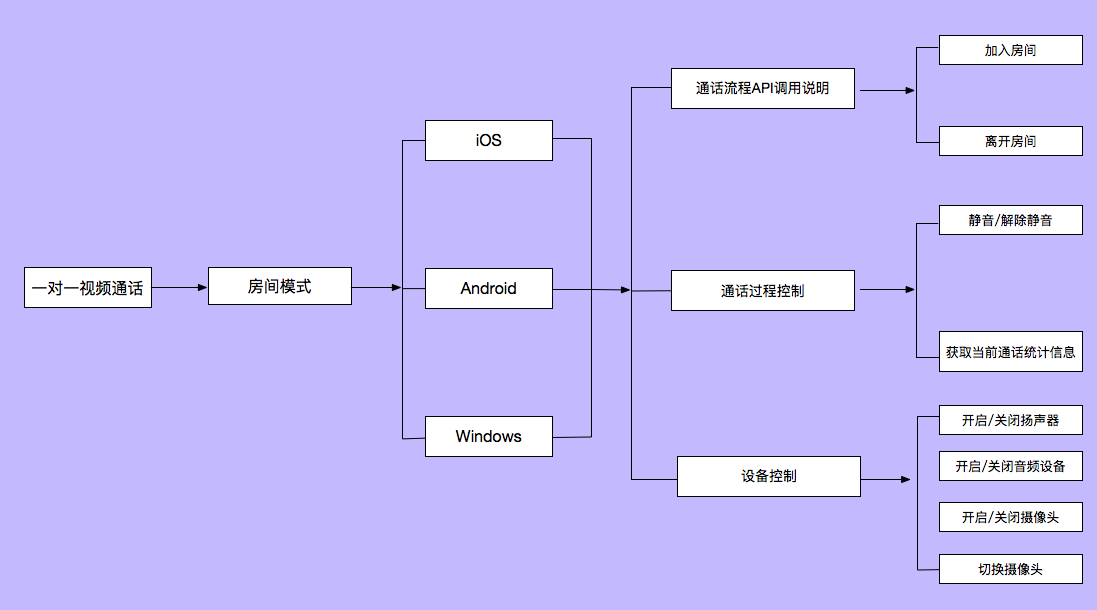 一对一视频通话
房间模式
iOS
Android
Windows
通话流程API调用说明
通话过程控制
设备控制
加入房间
离开房间
静音/解除静音
获取当前通话统计信息
开启/关闭扬声器
开启/关闭音频设备
开启/关闭摄像头
切换摄像头